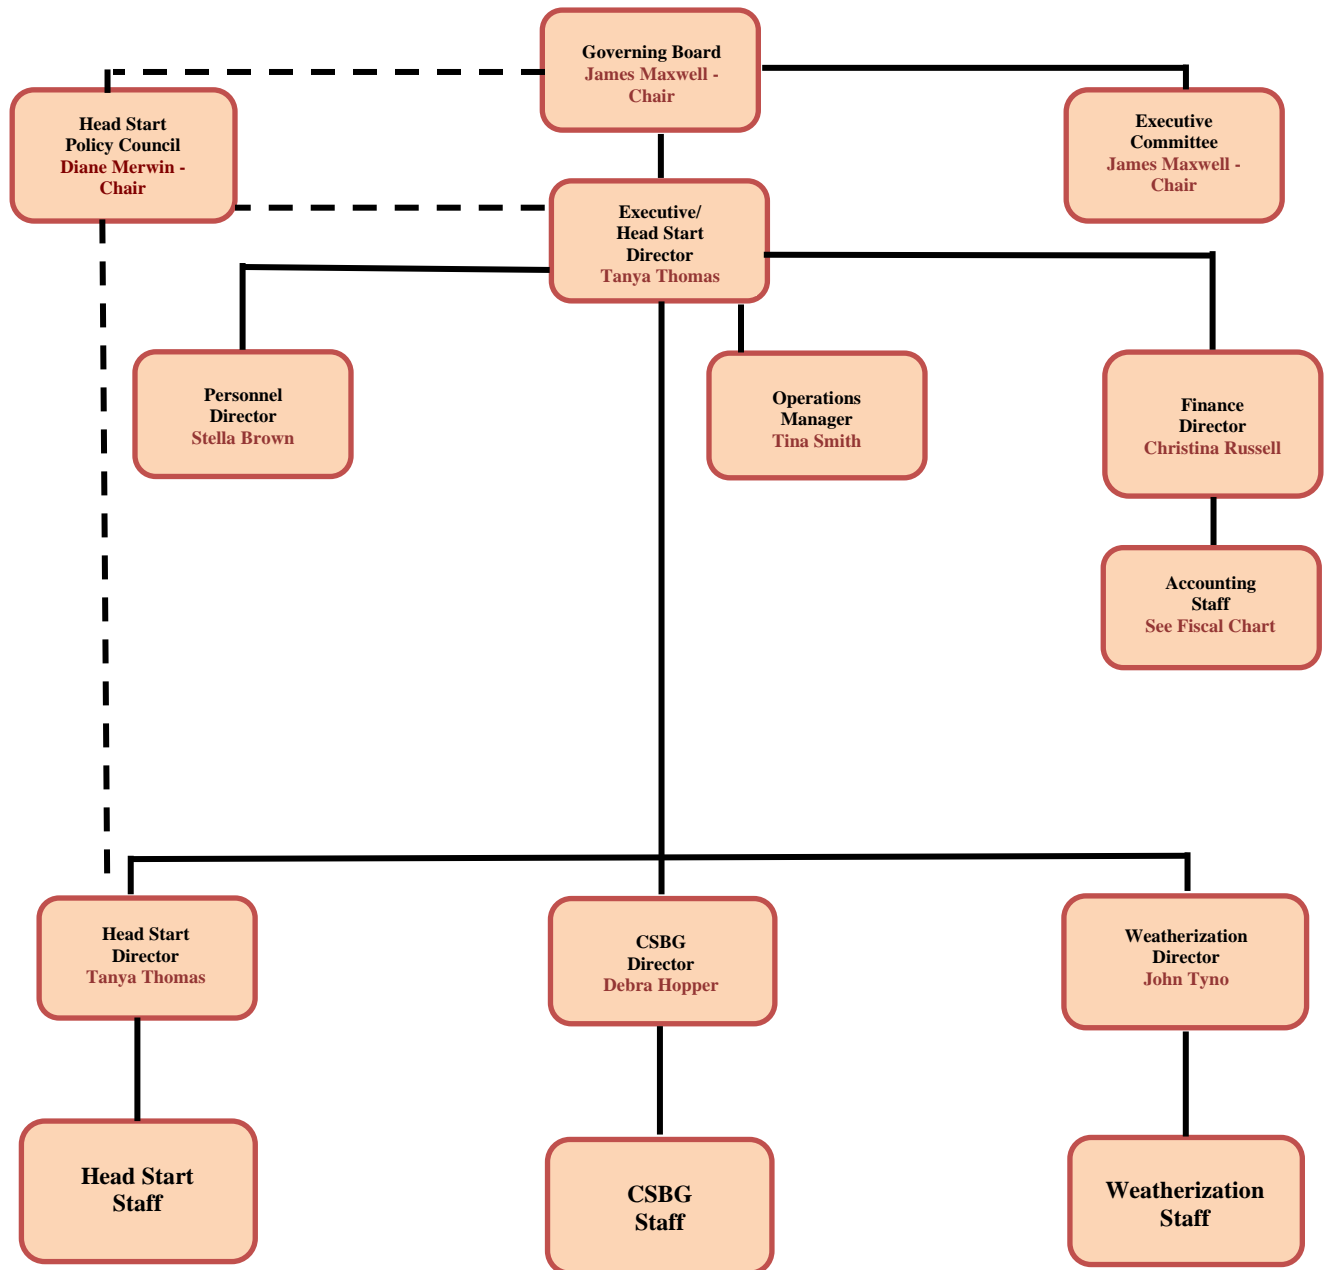 Governing Board
James Maxwell -
Chair
Head Start
Policy Council
Diane Merwin -
Chair
Executive
Committee
James Maxwell -
Chair
Executive/
Head Start
Director
Tanya Thomas
Personnel
Director
Stella Brown
Operations
Manager
Tina Smith
Finance
Director
Christina Russell
Accounting
Staff
See Fiscal Chart
Head Start
Director
Tanya Thomas
CSBG
Director
Debra Hopper
Weatherization
Director
John Tyno
Head Start
Staff
CSBG
Staff
Weatherization
Staff